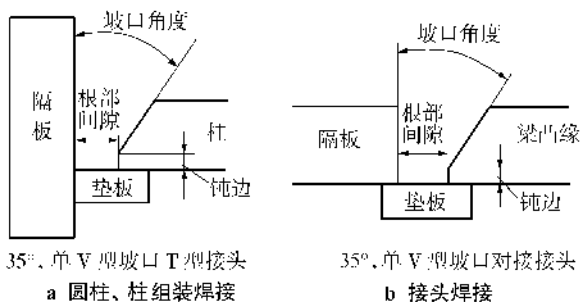 坡口角度
隔板
根部
间隙
柱
垫板
钝边
35°,单 V 型坡口 T 型接头
a 圆柱、柱组装焊接
坡口角度
隔板
根部
间隙
梁凸缘
垫板
钝边
35°,单 V 型坡口对接接头
b 接头焊接